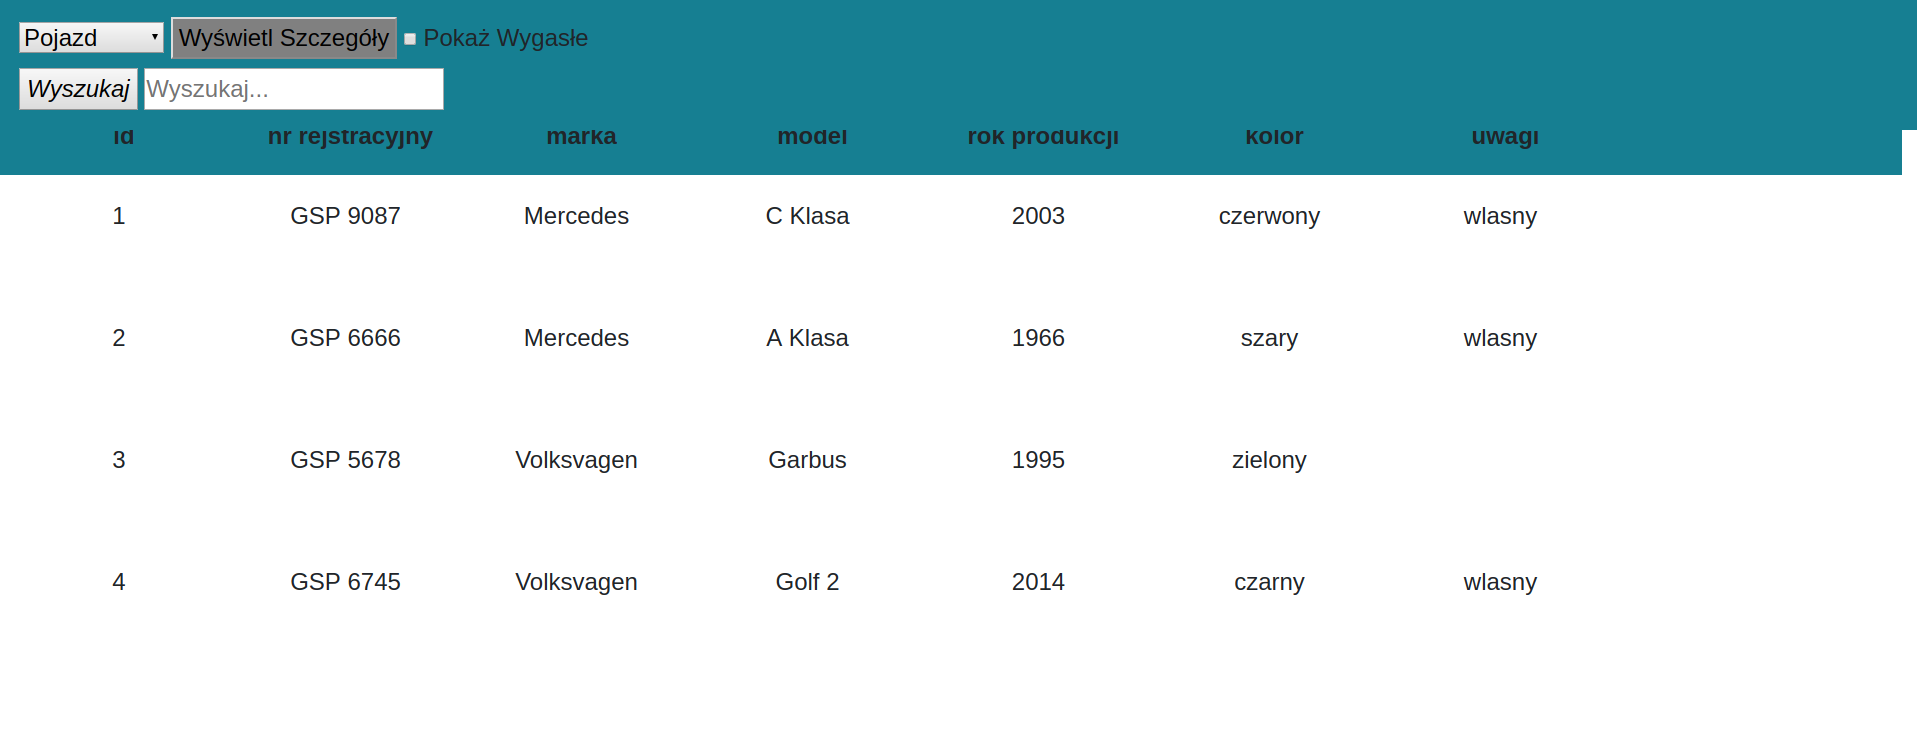 Pojazd Wyświetl Szczegóły Pokaż Wygasłe
Wyszukaj Wyszukaj...
id nr rejstracyjny marka model rok produkcji kolor uwagi
1 GSP 9087 Mercedes C Klasa 2003 czerwony wlasny
2 GSP 6666 Mercedes A Klasa 1966 szary wlasny
3 GSP 5678 Volksvagen Garbus 1995 zielony
4 GSP 6745 Volksvagen Golf 2 2014 czarny wlasny